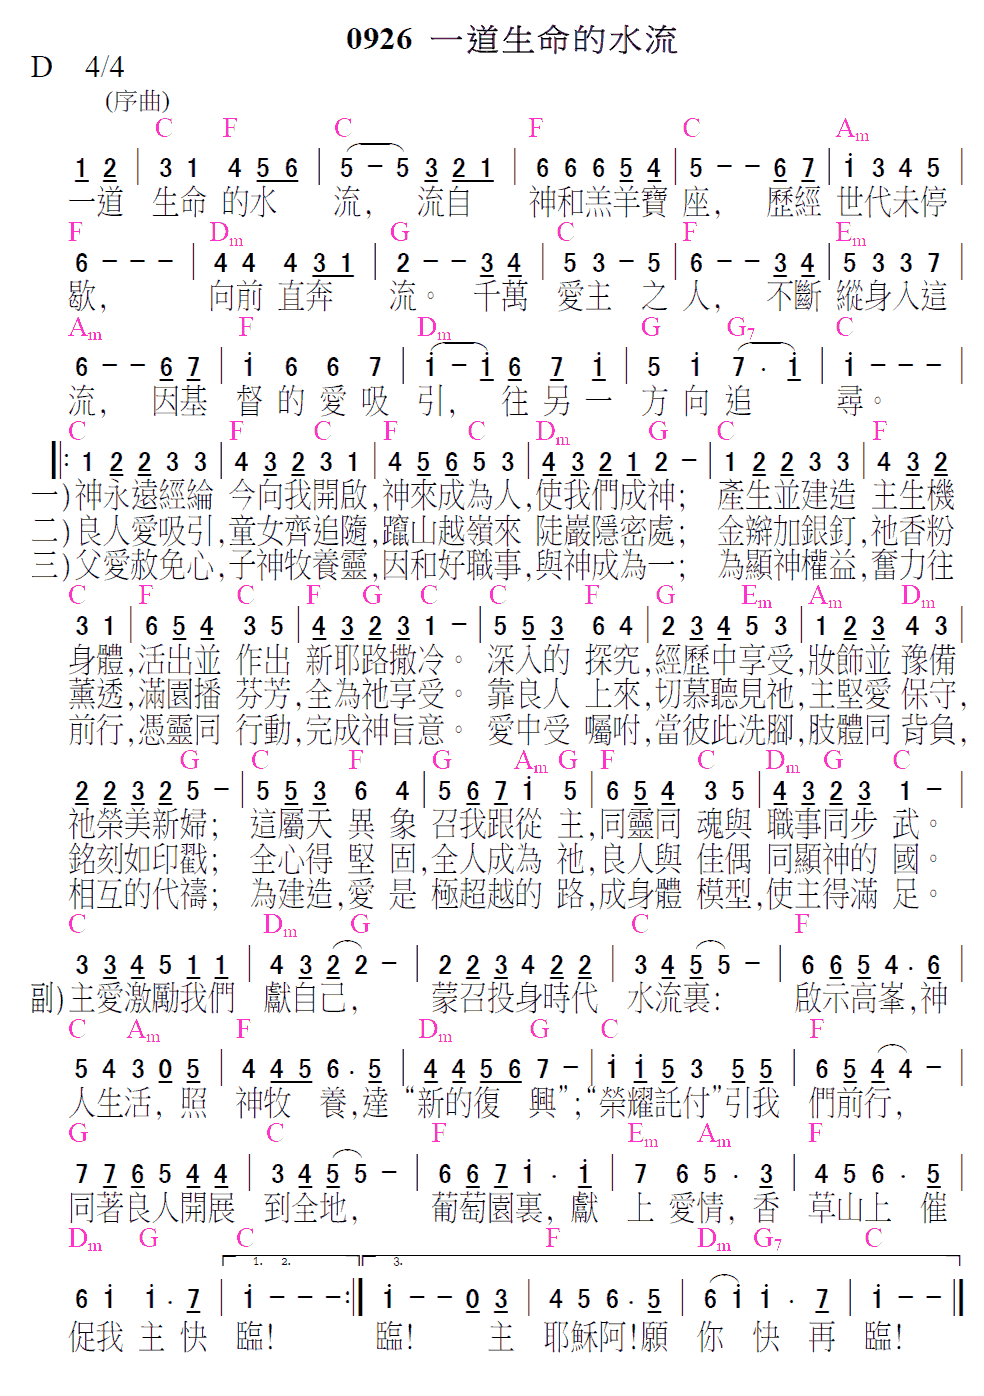 0926 一道生命的水流
D 4/4
(序曲)
C F C F C Am
1 2 | 3 1 4 5 6 | 5 - 5 3 2 1 | 6 6 6 5 4 | 5 - - 6 7 | i 3 4 5 |
一道 生命 的水 流, 流自 神和羔羊寶 座, 歷經 世代未停
F Dm G C F Em
6 - - - | 4 4 4 3 1 | 2 - - 3 4 | 5 3 - 5 | 6 - - 3 4 | 5 3 3 7 |
歇, 向前 直奔 流。 千萬 愛主 之 人, 不斷 縱身入這
Am F Dm G G7 C
6 - - 6 7 | i 6 6 7 | i - i 6 7 i | 5 i 7 . i | i - - - |
流, 因基 督 的 愛 吸 引, 往 另 一 方 向 追 尋。
C F C F C Dm G C F
‖: 1 2 2 3 3 | 4 3 2 3 1 | 4 5 6 5 3 | 4 3 2 1 2 - | 1 2 2 3 3 | 4 3 2
一)神永遠經綸 今向我開啟,神來成為人,使我們成神; 產生並建造 主生機
二)良人愛吸引,童女齊追隨,躥山越嶺來 陡巖隱密處; 金辮加銀釘,祂香粉
三)父愛赦免心,子神牧養靈,因和好職事,與神成為一; 為顯神權益,奮力往
C F C F G C C F G Em Am Dm
3 1 | 6 5 4 3 5 | 4 3 2 3 1 - | 5 5 3 6 4 | 2 3 4 5 3 | 1 2 3 4 3 |
身體,活出並 作出 新耶路撒冷。 深入的 探究,經歷中享受,妝飾並 豫備
薰透,滿園播 芬芳,全為祂享受。 靠良人 上來,切慕聽見祂,主堅愛 保守,
前行,憑靈同 行動,完成神旨意。 愛中受 囑咐,當彼此洗腳,肢體同 背負,
G C F G Am G F C Dm G C
2 2 3 2 5 - | 5 5 3 6 4 | 5 6 7 i 5 | 6 5 4 3 5 | 4 3 2 3 1 - |
祂榮美新婦; 這屬天 異 象 召我跟從 主,同靈同 魂與 職事同步 武。
銘刻如印戳; 全心得 堅 固,全人成為 祂,良人與 佳偶 同顯神的 國。
相互的代禱; 為建造,愛 是 極超越的 路,成身體 模型,使主得滿 足。
C Dm G C F
3 3 4 5 1 1 | 4 3 2 2 - | 2 2 3 4 2 2 | 3 4 5 5 - | 6 6 5 4 . 6 |
副)主愛激勵我們 獻自己, 蒙召投身時代 水流裏: 啟示高峯,神
C Am F Dm G C F
5 4 3 0 5 | 4 4 5 6 . 5 | 4 4 5 6 7 - | i i 5 3 5 5 | 6 5 4 4 - |
人生活, 照 神牧 養,達 “新的復 興”;“榮耀託付”引我 們前行,
G C F Em Am F
7 7 6 5 4 4 | 3 4 5 5 - | 6 6 7 i . i | 7 6 5 . 3 | 4 5 6 . 5 |
同著良人開展 到全地, 葡萄園裏, 獻 上 愛情, 香 草山上 催
Dm G C F Dm G7 C
1. 2. 3.
6 i i . 7 | i - - - :‖ i - - 0 3 | 4 5 6 . 5 | 6 i i . 7 | i - - ‖
促我 主 快 臨! 臨! 主 耶穌阿!願 你 快 再 臨!